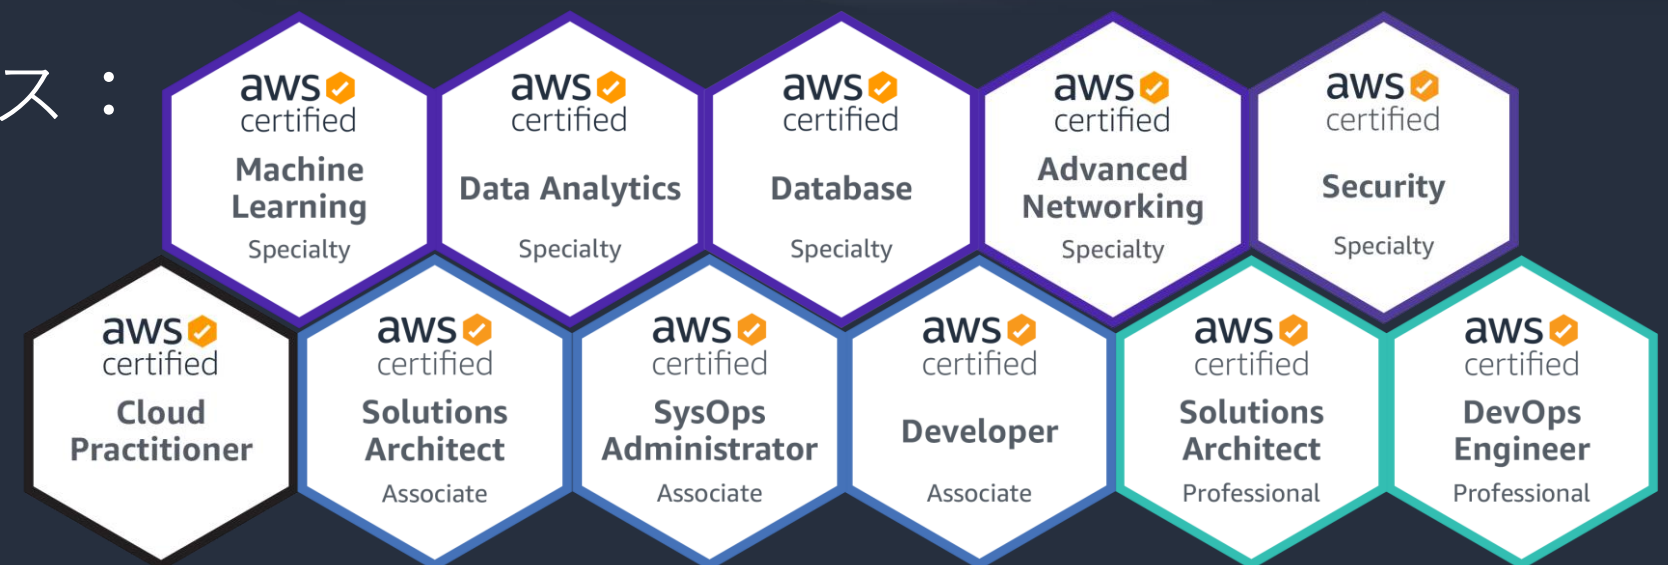 ス：
aws
certified
Machine
Learning
Specialty
aws
certified
Data Analytics
Specialty
aws
certified
Database
Specialty
aws
certified
Advanced
Networking
Specialty
aws
certified
Security
Specialty
aws
certified
Cloud
Practitioner
aws
certified
Solutions
Architect
Associate
aws
certified
SysOps
Administrator
Associate
aws
certified
Developer
Associate
aws
certified
Solutions
Architect
Professional
aws
certified
DevOps
Engineer
Professional